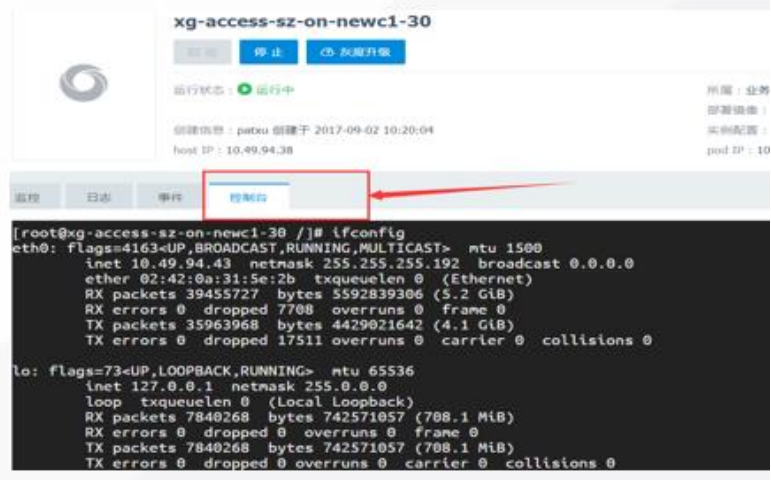 xg-access-sz-on-newc1-30
停止
灰度升级
运行状态：运行中
所属：业务
部署镜像：
创建信息：patxu 创建于 2017-09-02 10:20:04
实例配置：
host IP：10.49.94.38
pod IP：10
监控 日志 事件 控制台
[root@xg-access-sz-on-newc1-30 /]# ifconfig
eth0: flags=4163<UP,BROADCAST,RUNNING,MULTICAST> mtu 1500
inet 10.49.94.43 netmask 255.255.255.192 broadcast 0.0.0.0
ether 02:42:0a:31:5e:2b txqueuelen 0 (Ethernet)
RX packets 39455727 bytes 5592839306 (5.2 GiB)
RX errors 0 dropped 7708 overruns 0 frame 0
TX packets 35963968 bytes 4429021642 (4.1 GiB)
TX errors 0 dropped 17511 overruns 0 carrier 0 collisions 0
lo: flags=73<UP,LOOPBACK,RUNNING> mtu 65536
inet 127.0.0.1 netmask 255.0.0.0
loop txqueuelen 0 (Local Loopback)
RX packets 7840268 bytes 742571057 (708.1 MiB)
RX errors 0 dropped 0 overruns 0 frame 0
TX packets 7840268 bytes 742571057 (708.1 MiB)
TX errors 0 dropped 0 overruns 0 carrier 0 collisions 0